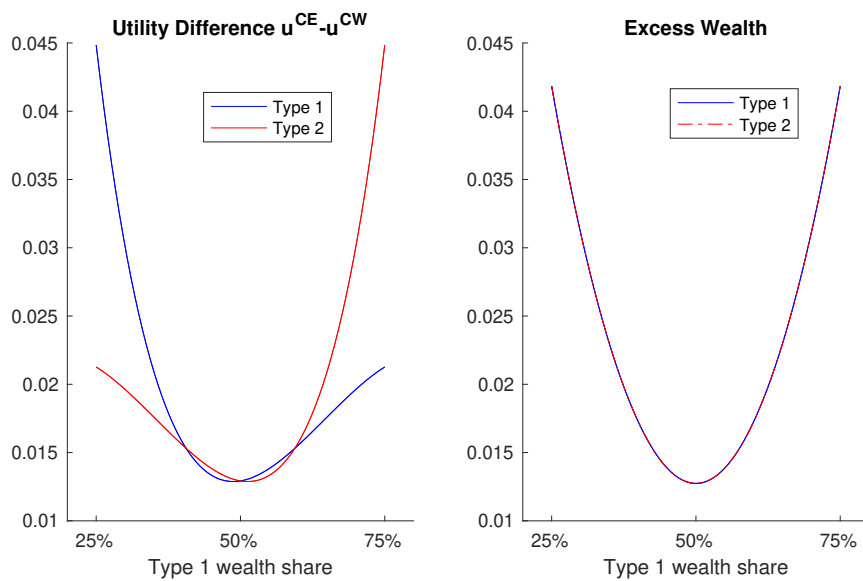 Utility Difference u^CE-u^CW
0.045
0.04
0.035
0.03
0.025
0.02
0.015
0.01
Type 1
Type 2
25%
50%
75%
Type 1 wealth share
Excess Wealth
0.045
0.04
0.035
0.03
0.025
0.02
0.015
0.01
Type 1
Type 2
25%
50%
75%
Type 1 wealth share